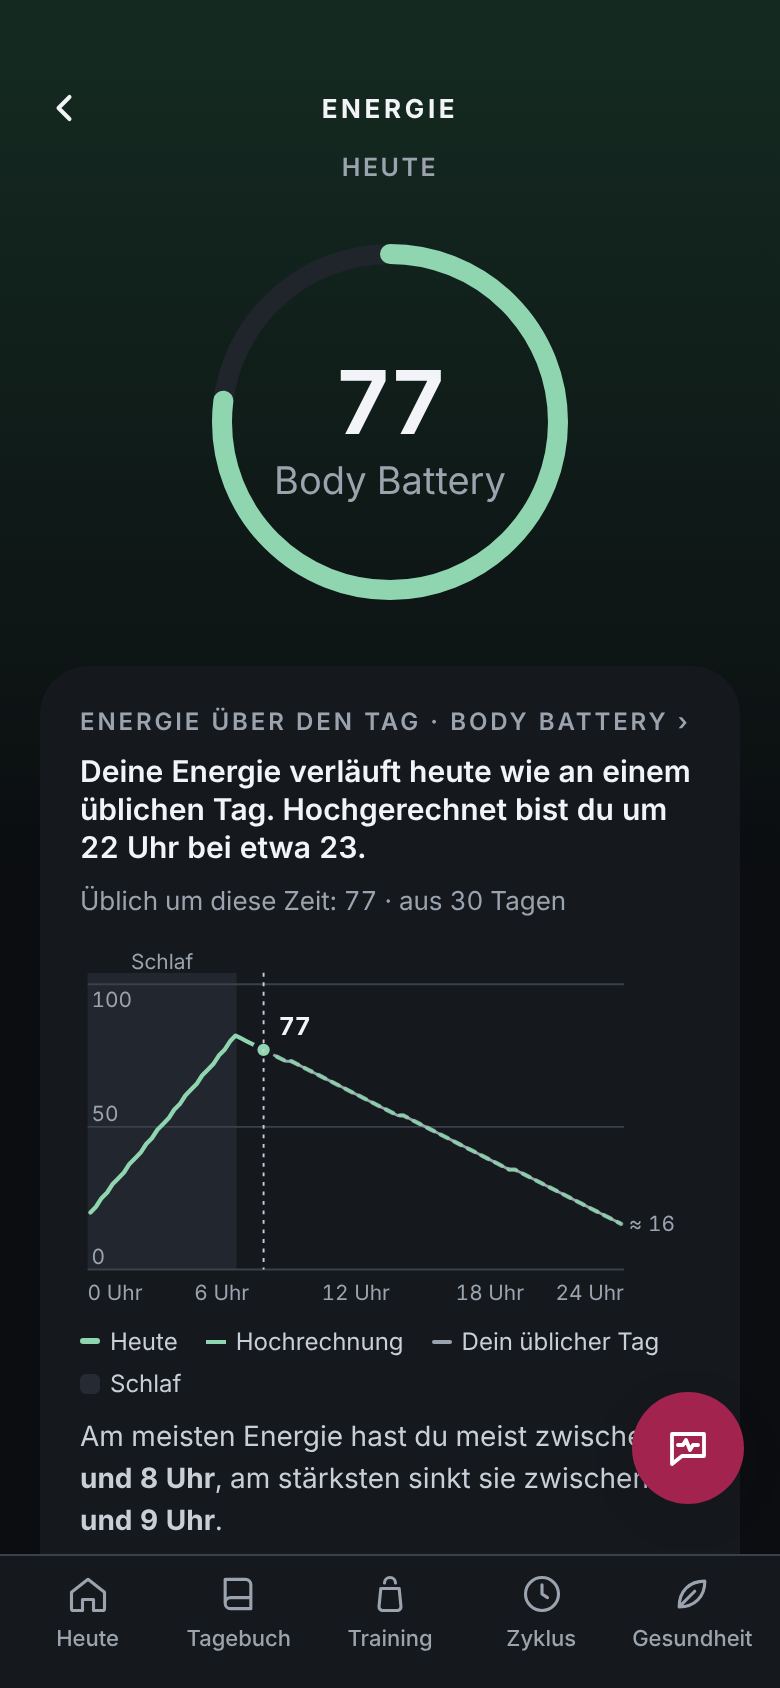 ENERGIE
HEUTE
77
Body Battery
ENERGIE ÜBER DEN TAG · BODY BATTERY ›
Deine Energie verläuft heute wie an einem
üblichen Tag. Hochgerechnet bist du um
22 Uhr bei etwa 23.
Üblich um diese Zeit: 77 · aus 30 Tagen
Schlaf
100
77
50
≈ 16
0
0 Uhr 6 Uhr 12 Uhr 18 Uhr 24 Uhr
Heute Hochrechnung Dein üblicher Tag
Schlaf
Am meisten Energie hast du meist
und 8 Uhr, am stärksten sinkt sie zwischen
und 9 Uhr.
Heute Tagebuch Training Zyklus Gesundheit